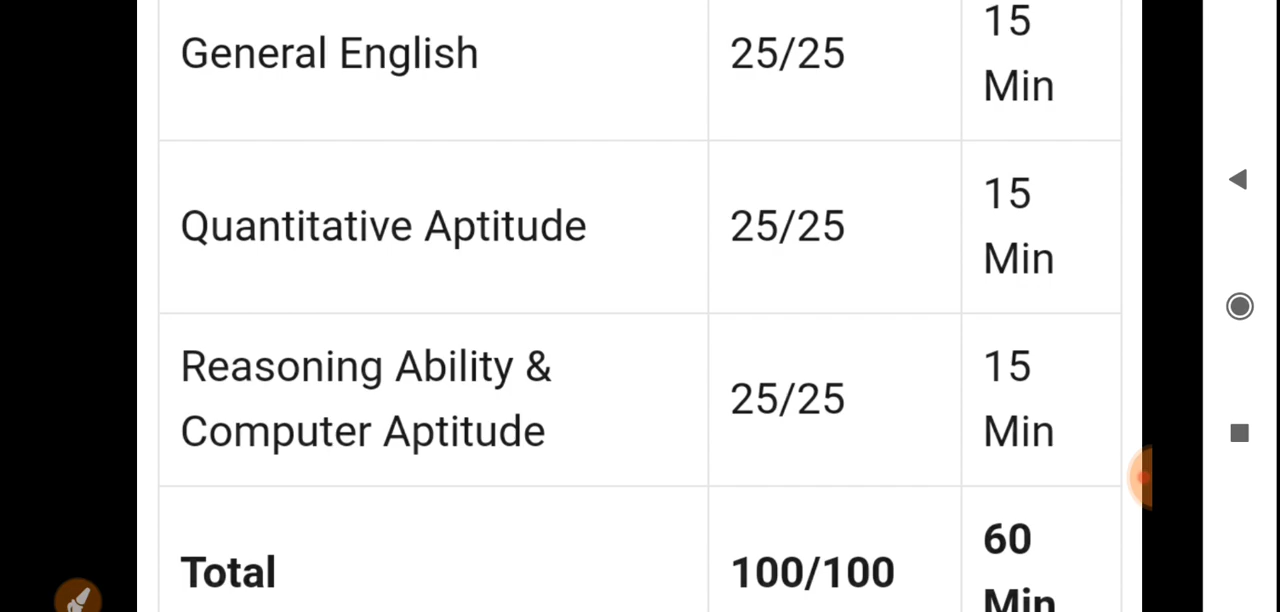 General English 25/25 15 Min
Quantitative Aptitude 25/25 15 Min
Reasoning Ability &
Computer Aptitude 25/25 15 Min
Total 100/100 60 Min